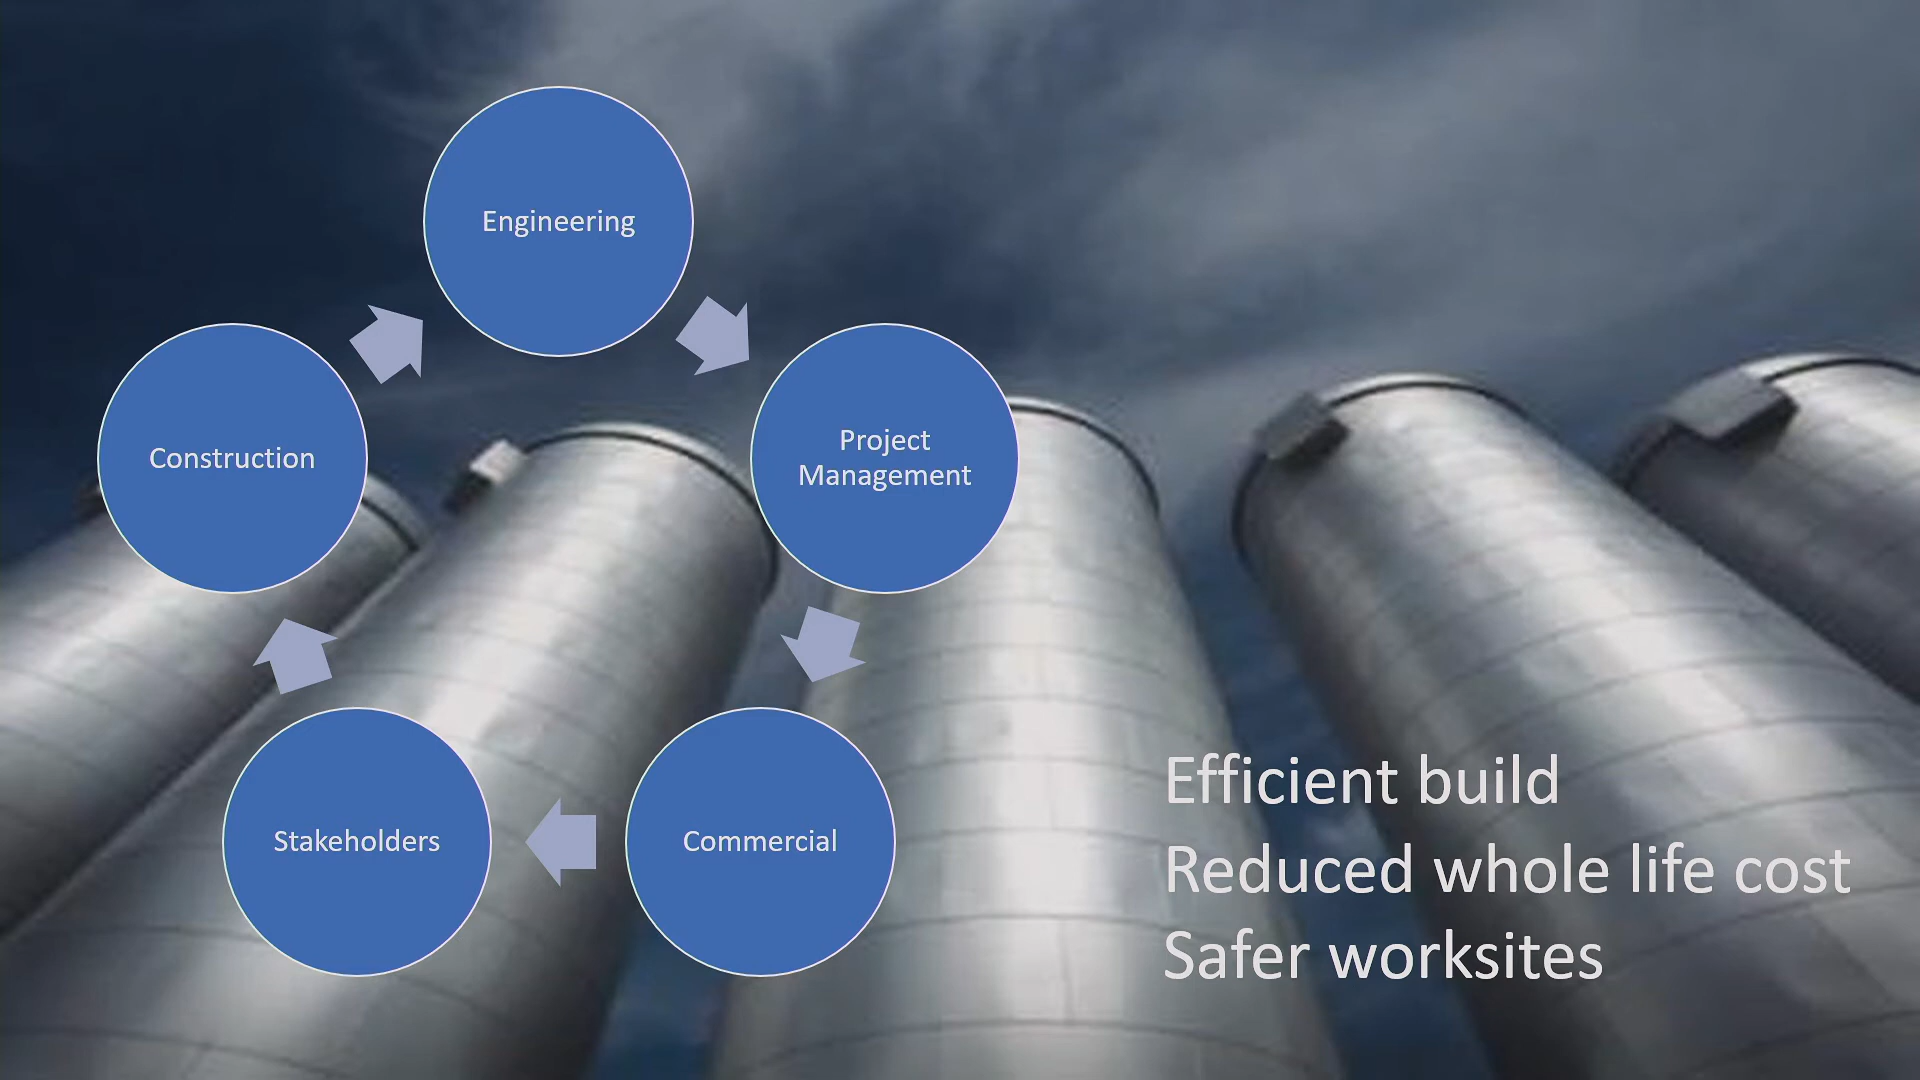 Engineering
Project
Management
Construction
Stakeholders
Commercial
Efficient build
Reduced whole life cost
Safer worksites